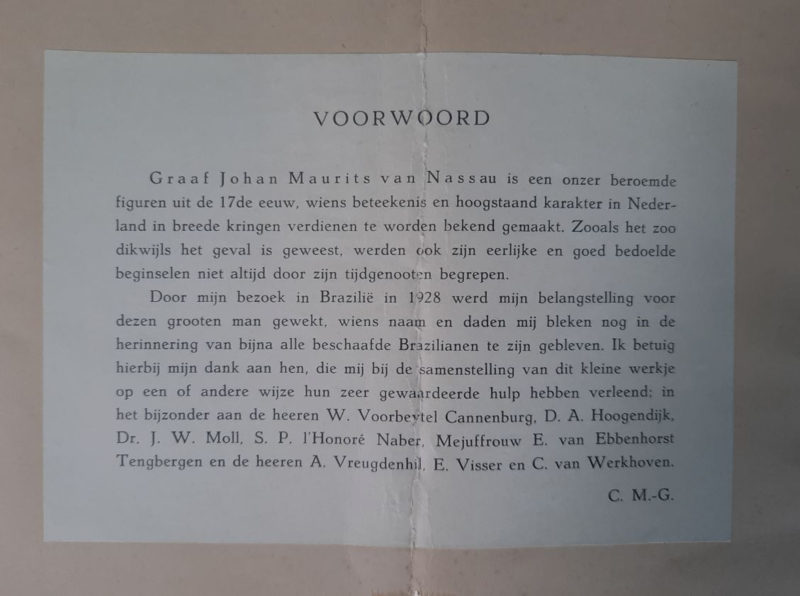 VOORWOORD
Graaf Johan Maurits van Nassau is een onzer beroemde
figuren uit de 17de eeuw, wiens beteekenis en hoogstaand karakter in Neder-
land in breede kringen verdienen te worden bekend gemaakt. Zooals het zoo
dikwijls het geval is geweest, werden ook zijn eerlijke en goed bedoelde
beginselen niet altijd door zijn tijdgenooten begrepen.
Door mijn bezoek in Brazilië in 1928 werd mijn belangstelling voor
dezen grooten man gewekt, wiens naam en daden mij bleken nog in de
herinnering van bijna alle beschaafde Brazilianen te zijn gebleven. Ik betuig
hierbij mijn dank aan hen, die mij bij de samenstelling van dit kleine werkje
op een of andere wijze hun zeer gewaardeerde hulp hebben verleend; in
het bijzonder aan de heeren W. Voorbeytel Cannenburg, D. A. Hoogendijk,
Dr. J. W. Moll, S. P. l'Honoré Naber, Mejuffrouw E. van Ebbenhorst
Tengbergen en de heeren A. Vreugdenhil, E. Visser en C. van Werkhoven.
C. M.-G.